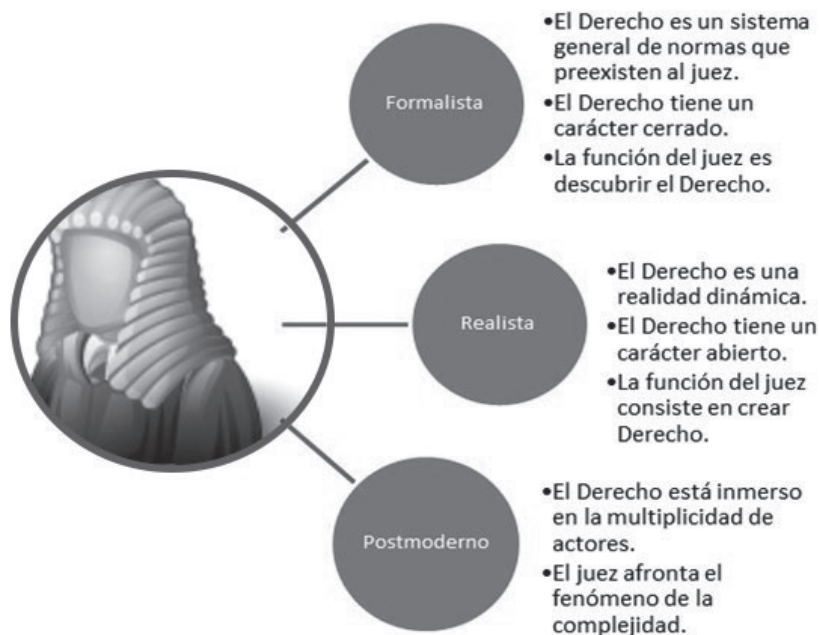 Formalista
•El Derecho es un sistema
general de normas que
preexisten al juez.
•El Derecho tiene un
carácter cerrado.
•La función del juez es
descubrir el Derecho.
Realista
•El Derecho es una
realidad dinámica.
•El Derecho tiene un
carácter abierto.
•La función del juez
consiste en crear
Derecho.
Postmoderno
•El Derecho está inmerso
en la multiplicidad de
actores.
•El juez afronta el
fenómeno de la
complejidad.